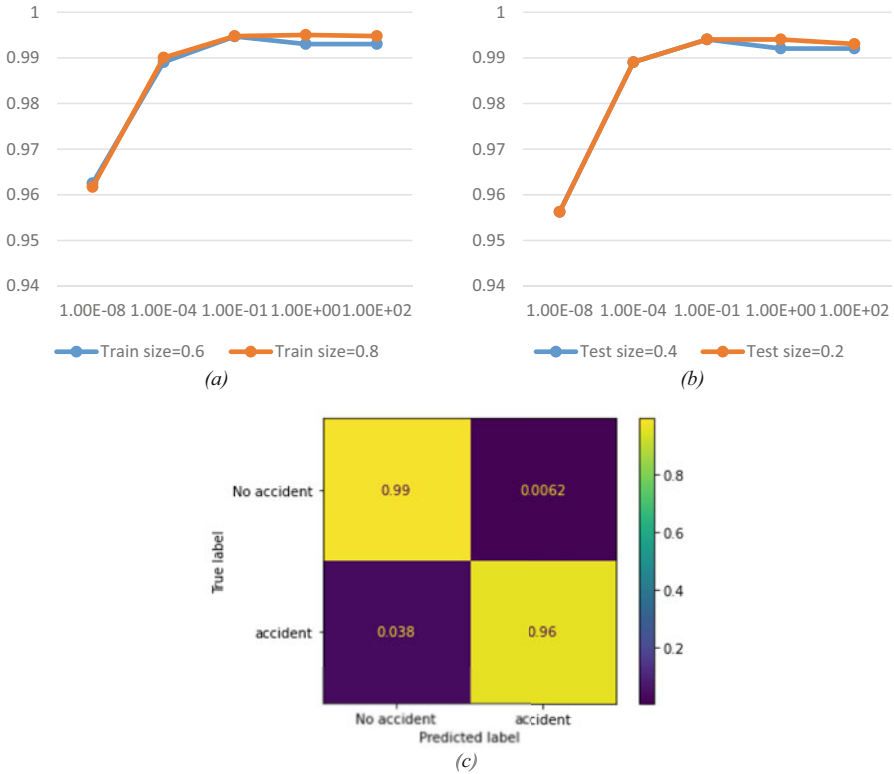 1
1
0.99
0.99
0.98
0.98
0.97
0.97
0.96
0.96
0.95
0.95
0.94
0.94
1.00E-08 1.00E-04 1.00E-01 1.00E+00 1.00E+02
1.00E-08 1.00E-04 1.00E-01 1.00E+00 1.00E+02
Train size=0.6 Train size=0.8
Test size=0.4 Test size=0.2
(a)
(b)
0.8
No accident
0.99
0.0062
0.6
True label
0.4
accident
0.038
0.96
0.2
No accident
accident
Predicted label
(c)